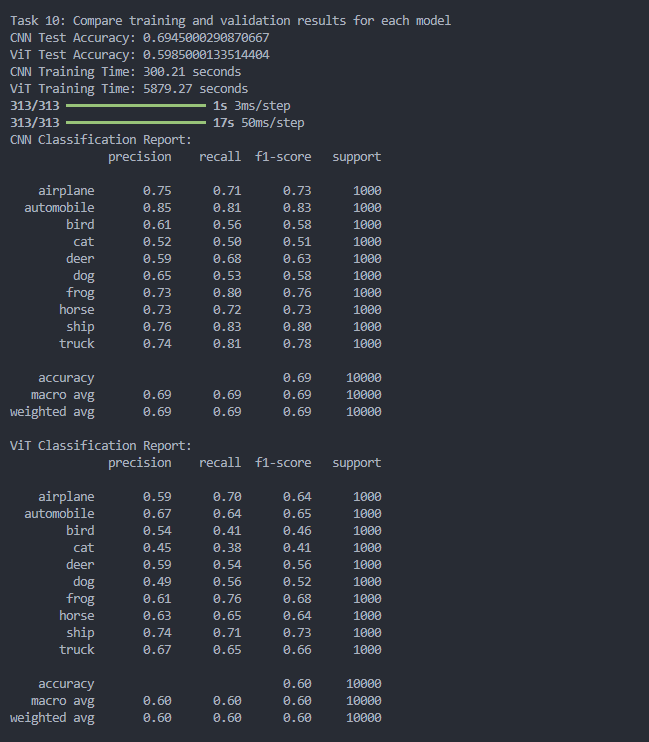 Task 10: Compare training and validation results for each model
CNN Test Accuracy: 0.6945000290870667
ViT Test Accuracy: 0.5985000133514404
CNN Training Time: 300.21 seconds
ViT Training Time: 5879.27 seconds
313/313 1s 3ms/step
313/313 17s 50ms/step
CNN Classification Report:
precision recall f1-score support
airplane 0.75 0.71 0.73 1000
automobile 0.85 0.81 0.83 1000
bird 0.61 0.56 0.58 1000
cat 0.52 0.50 0.51 1000
deer 0.59 0.68 0.63 1000
dog 0.65 0.53 0.58 1000
frog 0.73 0.80 0.76 1000
horse 0.73 0.72 0.73 1000
ship 0.76 0.83 0.80 1000
truck 0.74 0.81 0.78 1000
accuracy 0.69 10000
macro avg 0.69 0.69 0.69 10000
weighted avg 0.69 0.69 0.69 10000
ViT Classification Report:
precision recall f1-score support
airplane 0.59 0.70 0.64 1000
automobile 0.67 0.64 0.65 1000
bird 0.54 0.41 0.46 1000
cat 0.45 0.38 0.41 1000
deer 0.59 0.54 0.56 1000
dog 0.49 0.56 0.52 1000
frog 0.61 0.76 0.68 1000
horse 0.63 0.65 0.64 1000
ship 0.74 0.71 0.73 1000
truck 0.67 0.65 0.66 1000
accuracy 0.60 10000
macro avg 0.60 0.60 0.60 10000
weighted avg 0.60 0.60 0.60 10000